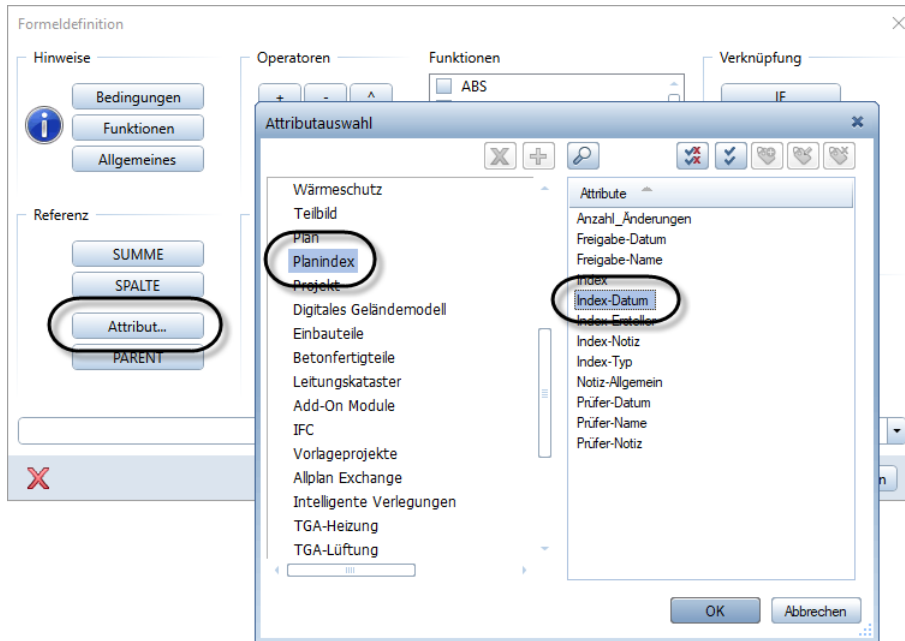 Formeldefinition
Hinweise
Operatoren
Funktionen
Verknüpfung
Bedingungen
Funktionen
Allgemeines
+ - ^
ABS
IF
Referenz
SUMME
SPALTE
Attribut...
PARENT
n
Attributauswahl
Wärmeschutz
Teilbild
Plan
Planindex
Projekt
Digitales Geländemodell
Einbauteile
Betonfertigteile
Leitungskataster
Add-On Module
IFC
Vorlageprojekte
Allplan Exchange
Intelligente Verlegungen
TGA-Heizung
TGA-Lüftung
Attribute
Anzahl_Änderungen
Freigabe-Datum
Freigabe-Name
Index
Index-Datum
Index-Ersteller
Index-Notiz
Index-Typ
Notiz-Allgemein
Prüfer-Datum
Prüfer-Name
Prüfer-Notiz
OK
Abbrechen